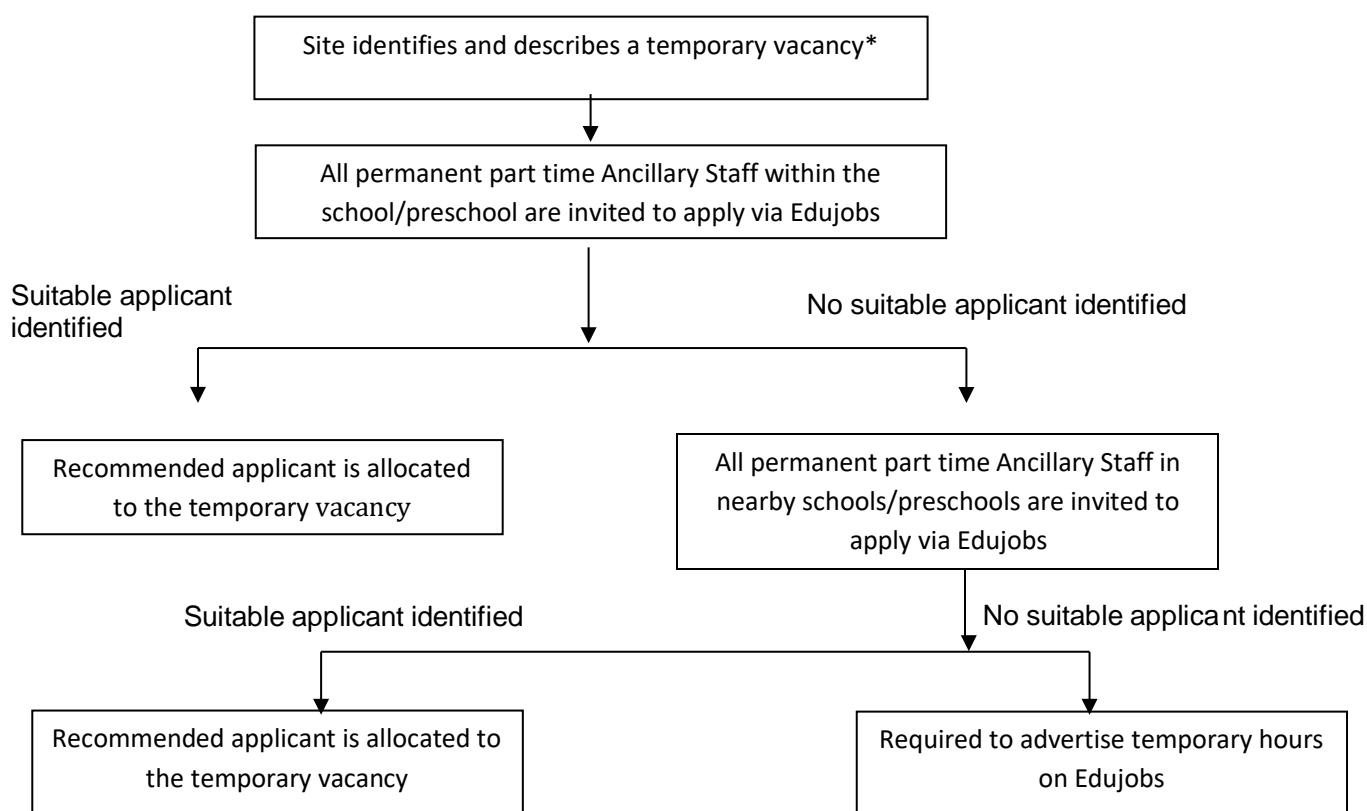 Site identifies and describes a temporary vacancy*
All permanent part time Ancillary Staff within the
school/preschool are invited to apply via Edujobs
Suitable applicant
identified
No suitable applicant identified
Recommended applicant is allocated
to the temporary vacancy
All permanent part time Ancillary Staff in
nearby schools/preschools are invited to
apply via Edujobs
Suitable applicant identified
No suitable applicant identified
Recommended applicant is allocated to
the temporary vacancy
Required to advertise temporary hours
on Edujobs